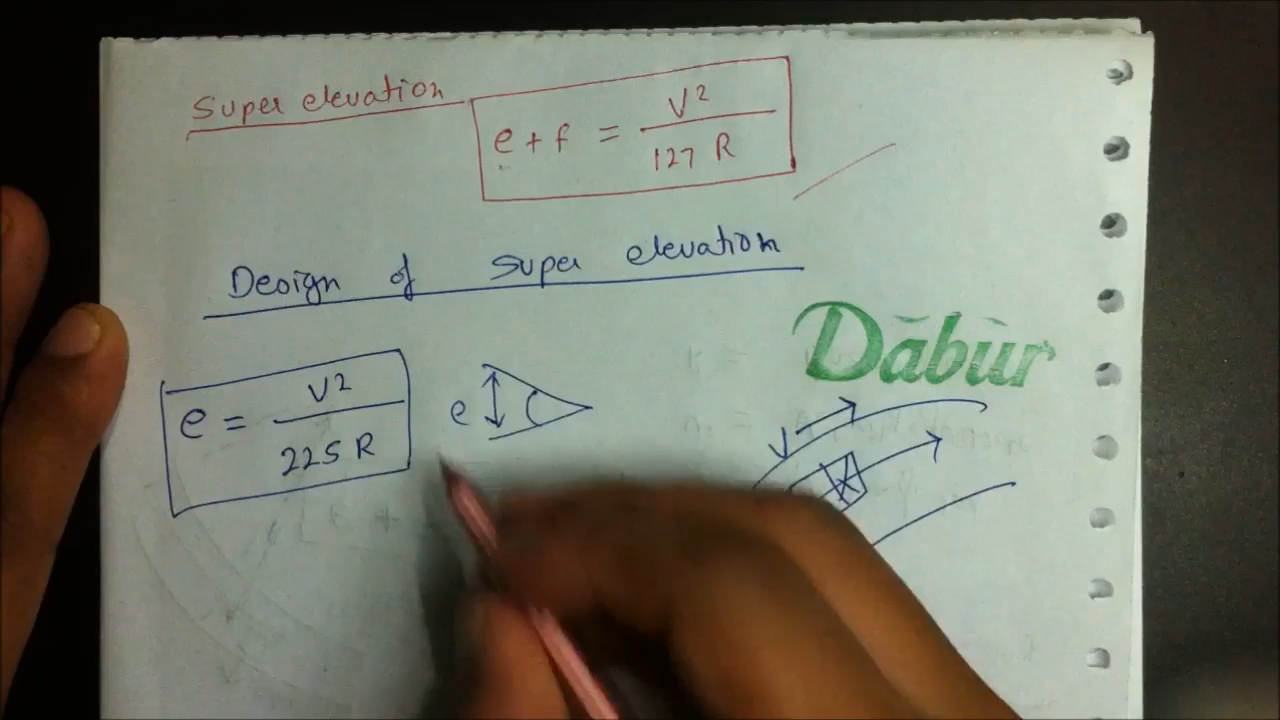 Super elevation
e + f = V² / 127 R
Design of super elevation
Dabur
e = V² / 225 R
e
V